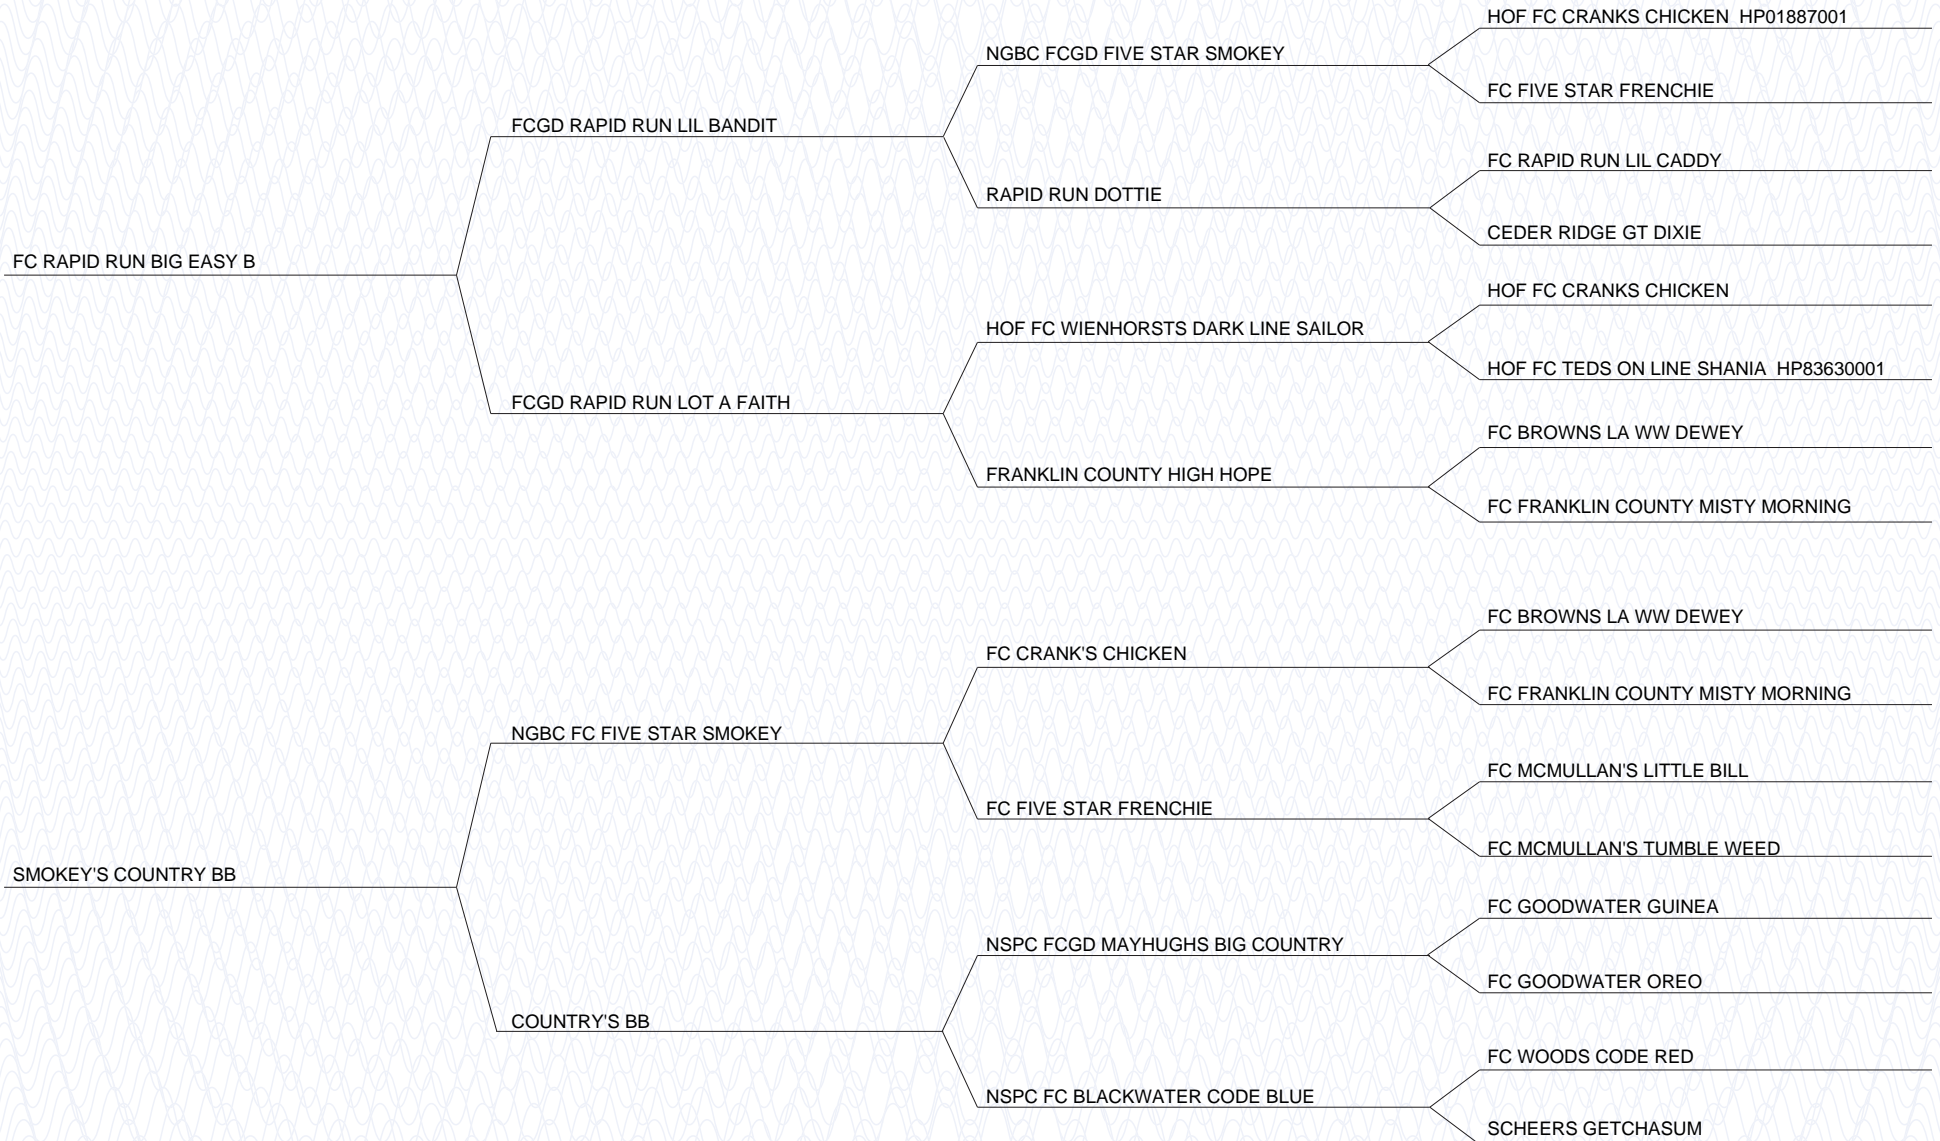 HOF FC CRANKS CHICKEN  HP01887001
NGBC FCGD FIVE STAR SMOKEY
FC FIVE STAR FRENCHIE
FCGD RAPID RUN LIL BANDIT
FC RAPID RUN LIL CADDY
RAPID RUN DOTTIE
CEDER RIDGE GT DIXIE
FC RAPID RUN BIG EASY B
HOF FC CRANKS CHICKEN
HOF FC WIENHORSTS DARK LINE SAILOR
HOF FC TEDS ON LINE SHANIA  HP83630001
FCGD RAPID RUN LOT A FAITH
FC BROWNS LA WW DEWEY
FRANKLIN COUNTY HIGH HOPE
FC FRANKLIN COUNTY MISTY MORNING
FC BROWNS LA WW DEWEY
FC CRANK'S CHICKEN
FC FRANKLIN COUNTY MISTY MORNING
NGBC FC FIVE STAR SMOKEY
FC MCMULLAN'S LITTLE BILL
FC FIVE STAR FRENCHIE
FC MCMULLAN'S TUMBLE WEED
SMOKEY'S COUNTRY BB
FC GOODWATER GUINEA
NSPC FCGD MAYHUGHS BIG COUNTRY
FC GOODWATER OREO
COUNTRY'S BB
FC WOODS CODE RED
NSPC FC BLACKWATER CODE BLUE
SCHEERS GETCHASUM